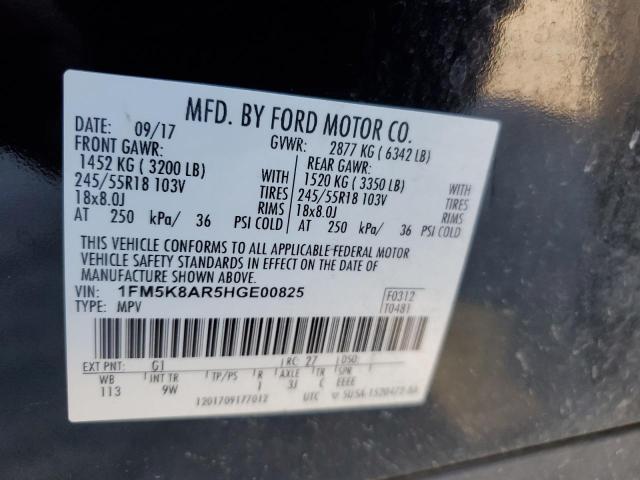 MFD. BY FORD MOTOR CO.
DATE: 09/17 GVWR: 2877 KG ( 6342 LB)
FRONT GAWR: REAR GAWR:
1452 KG ( 3200 LB) WITH 1520 KG ( 3350 LB) WITH
245/55R18 103V TIRES 245/55R18 103V TIRES
18x8.0J RIMS 18x8.0J RIMS
AT 250 kPa/ 36 PSI COLD AT 250 kPa/ 36 PSI COLD
THIS VEHICLE CONFORMS TO ALL APPLICABLE FEDERAL MOTOR
VEHICLE SAFETY STANDARDS IN EFFECT ON THE DATE OF
MANUFACTURE SHOWN ABOVE.
VIN: 1FM5K8AR5HGE00825 F0312
TYPE: MPV T0481
EXT PNT: G1 RC: 27 DSO:
WB INT TR TP/PS R AXLE TR SPR
113 9W 1 3J C EEEE
1201709177012 UTC